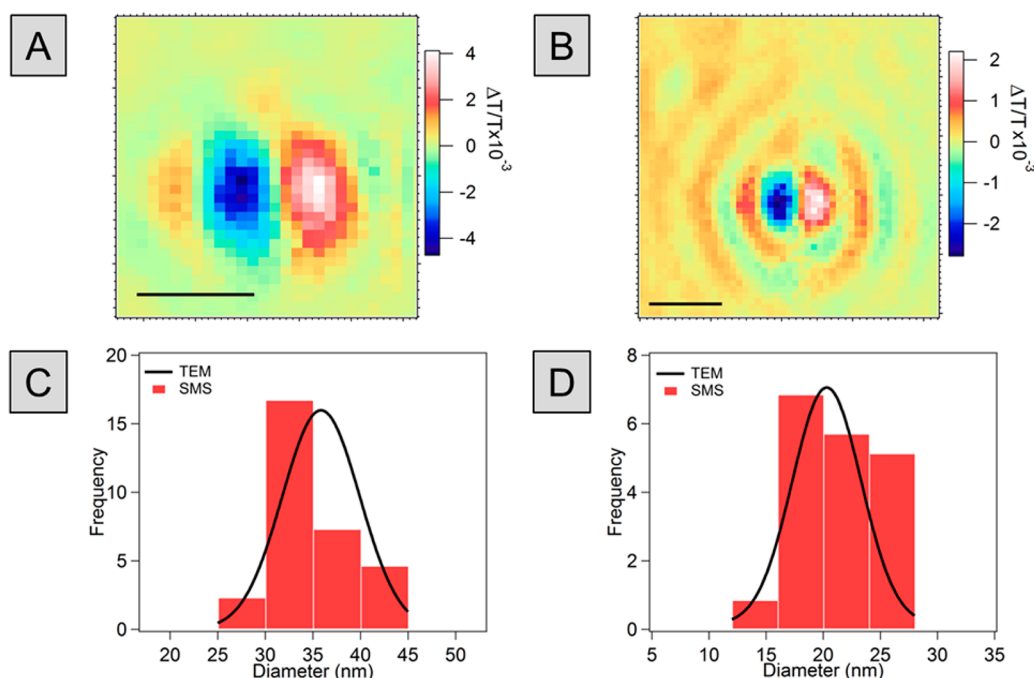 A
4
2
0
-2
-4
ΔT/Tx10-3
B
2
1
0
-1
-2
ΔT/Tx10-3
C
20
15
10
5
0
Frequency
TEM
SMS
20 25 30 35 40 45 50
Diameter (nm)
D
8
6
4
2
0
Frequency
TEM
SMS
5 10 15 20 25 30 35
Diameter (nm)